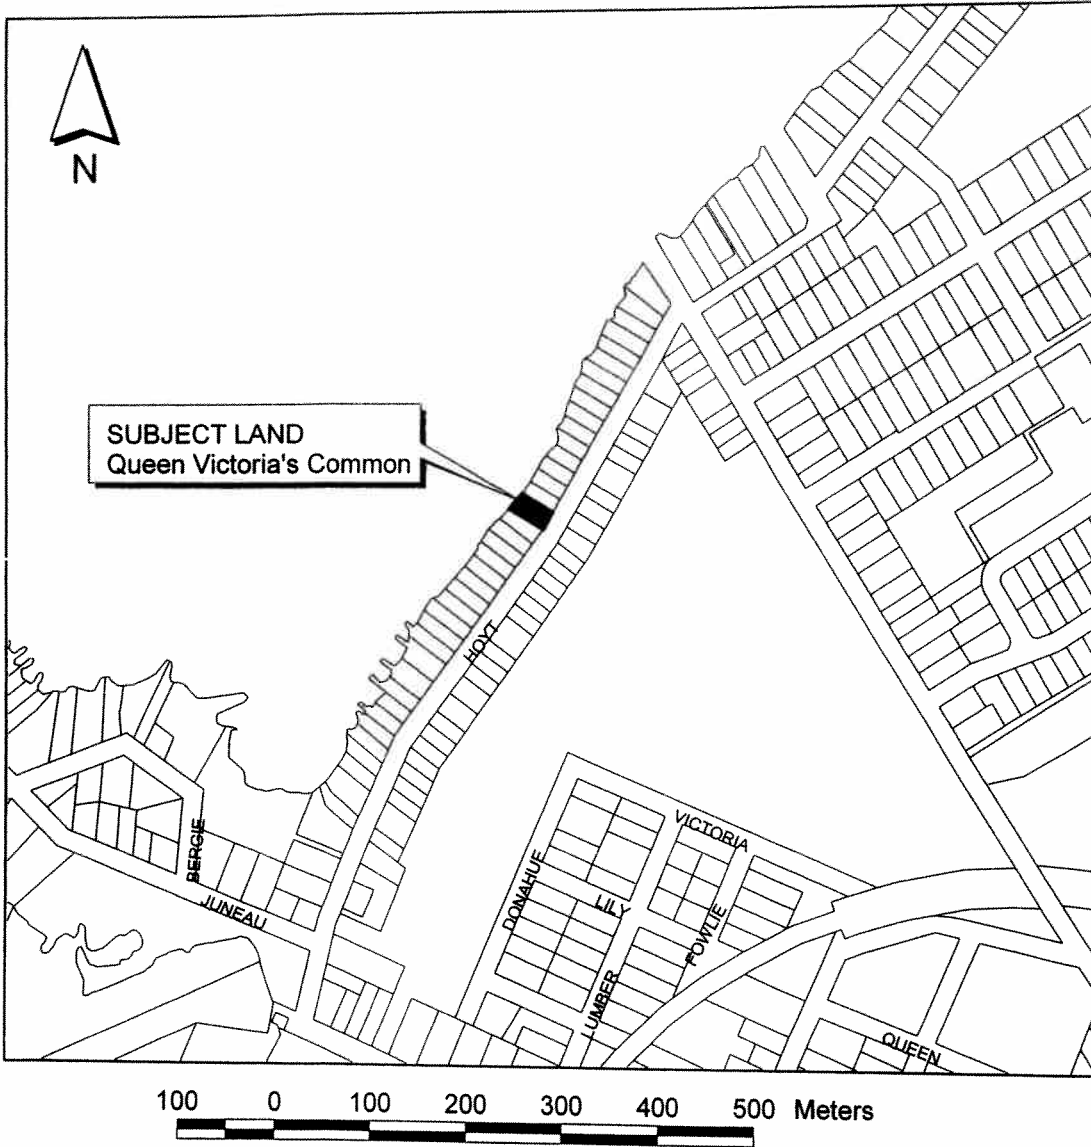 N
SUBJECT LAND
Queen Victoria's Common
HOYT
VICTORIA
BERGIE
DONAHUE
JUNEAU
LILY
FOWLIE
LUMBER
QUEEN
100 0 100 200 300 400 500 Meters